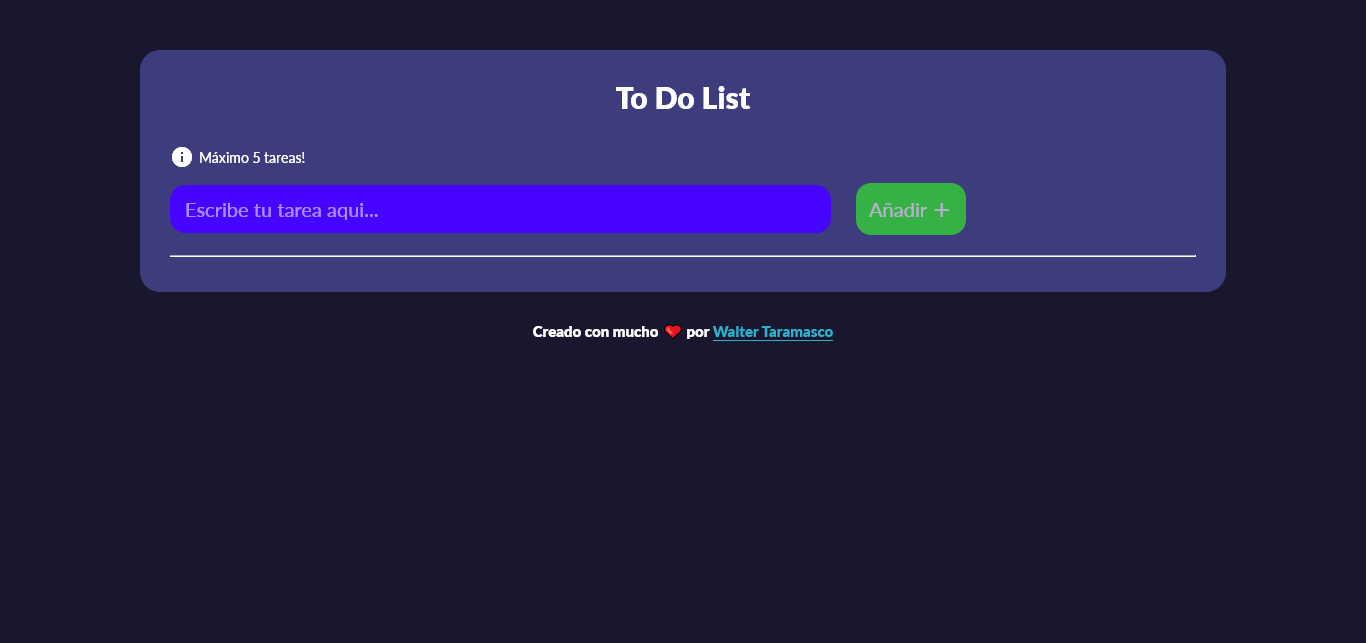 To Do List
Máximo 5 tareas!
Escribe tu tarea aqui...
Añadir +
Creado con mucho ❤️ por Walter Taramasco